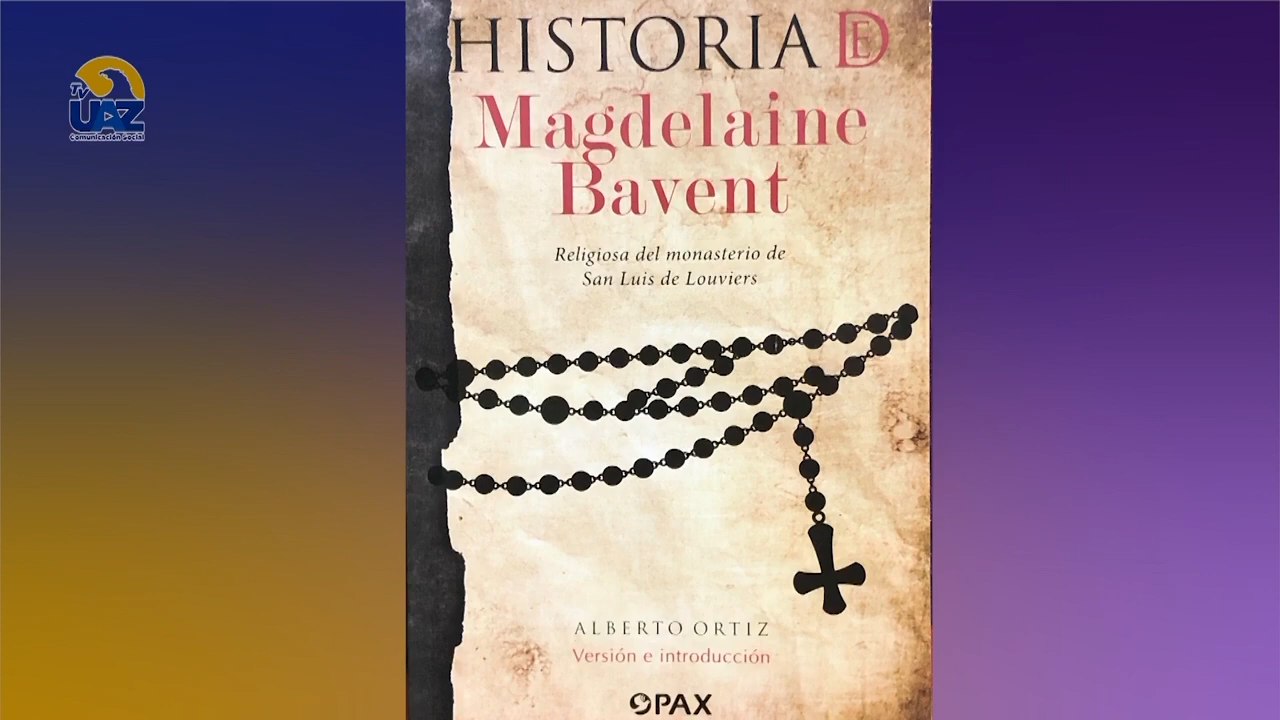 HISTORIA DE
Magdelaine
Bavent
Religiosa del monasterio de
San Luis de Louviers
ALBERTO ORTIZ
Versión e introducción
PAX
TV
UAZ
Comunicación Social